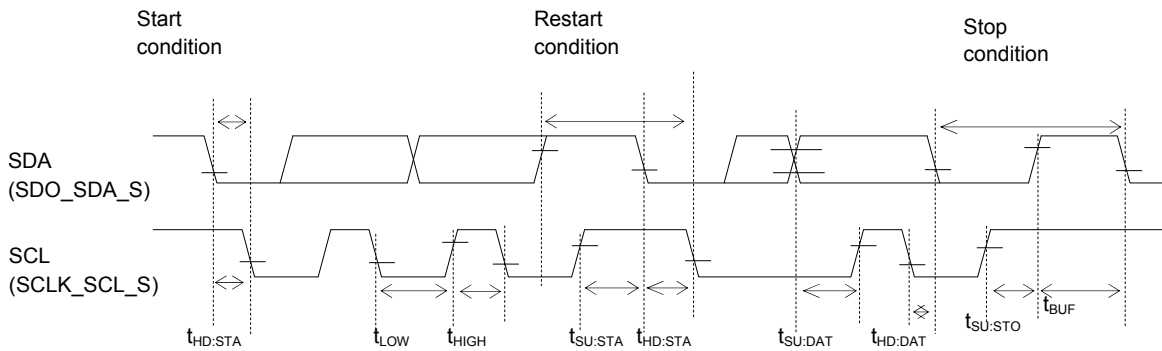 Start
condition
Restart
condition
Stop
condition
SDA
(SDO_SDA_S)
SCL
(SCLK_SCL_S)
tHD:STA
tLOW
tHIGH
tSU:STA
tHD:STA
tSU:DAT
tHD:DAT
tSU:STO
tBUF